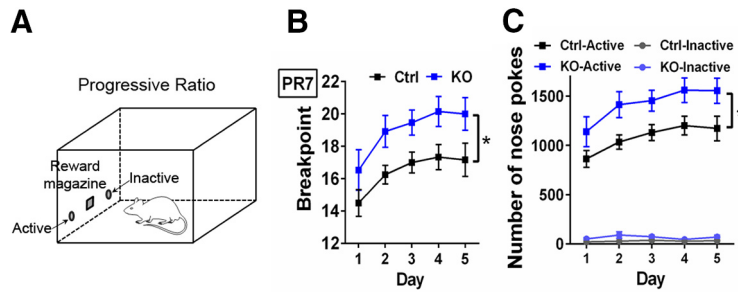 A
Progressive Ratio
Reward
magazine
Inactive
Active
B
PR7
Ctrl
KO
Breakpoint
22
20
18
16
14
12
*
1 2 3 4 5
Day
C
Ctrl-Active
Ctrl-Inactive
KO-Active
KO-Inactive
Number of nose pokes
1500
1000
500
0
1 2 3 4 5
Day